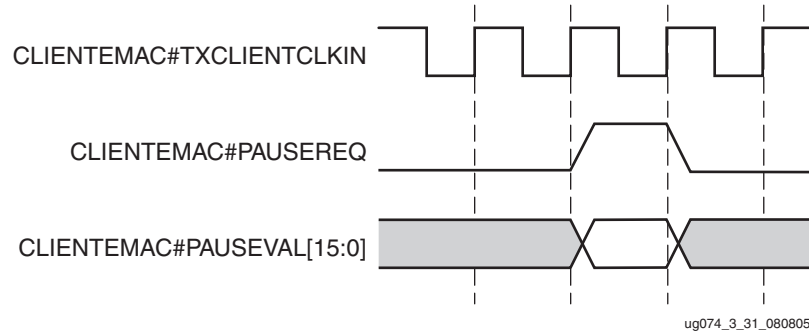 CLIENTEMAC#TXCLIENTCLKIN
CLIENTEMAC#PAUSEREQ
CLIENTEMAC#PAUSEVAL[15:0]
ug074_3_31_080805